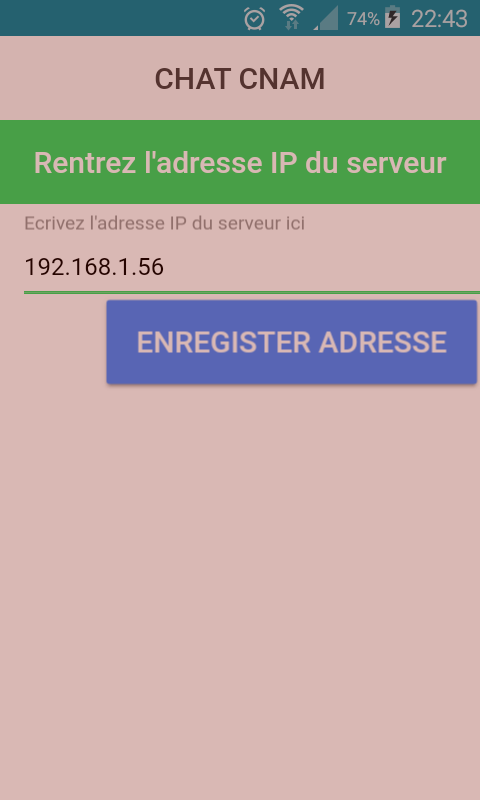 74% 22:43
CHAT CNAM
Rentrez l'adresse IP du serveur
Ecrivez l'adresse IP du serveur ici
192.168.1.56
ENREGISTER ADRESSE